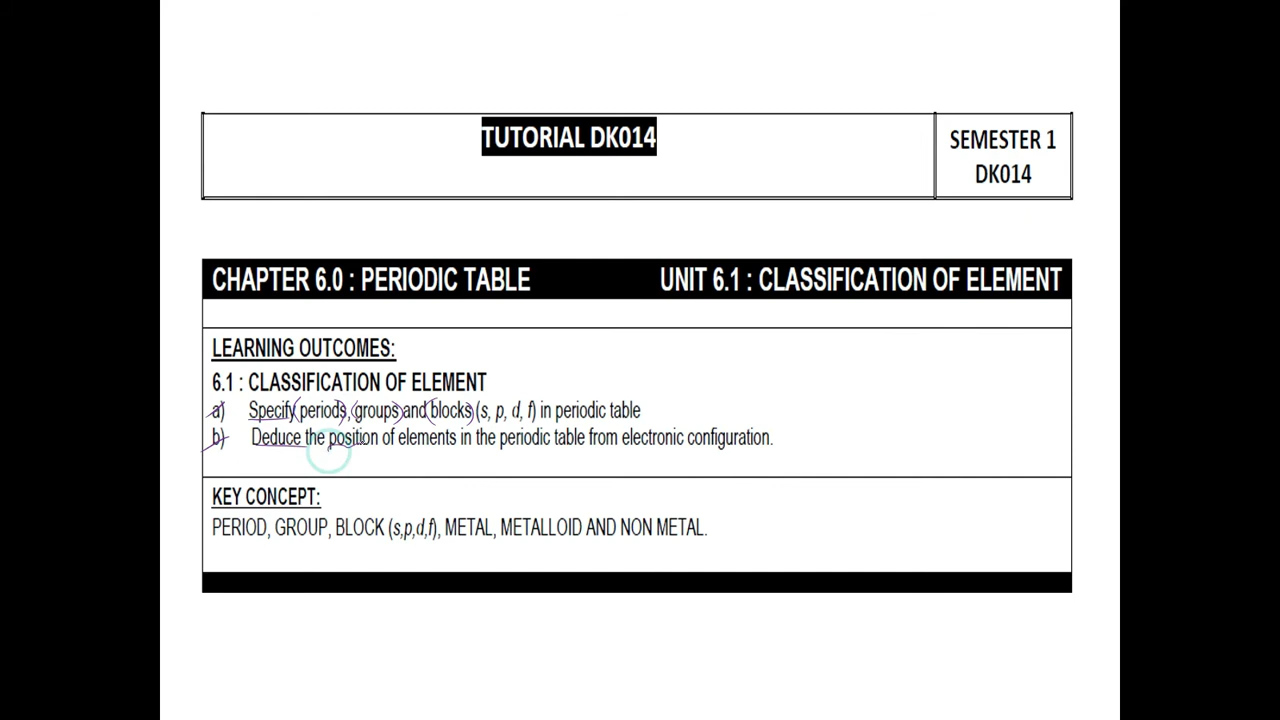 TUTORIAL DK014
SEMESTER 1
DK014
CHAPTER 6.0 : PERIODIC TABLE
UNIT 6.1 : CLASSIFICATION OF ELEMENT
LEARNING OUTCOMES:
6.1 : CLASSIFICATION OF ELEMENT
a) Specify periods, groups and blocks (s, p, d, f) in periodic table
b) Deduce the position of elements in the periodic table from electronic configuration.
KEY CONCEPT:
PERIOD, GROUP, BLOCK (s,p,d,f), METAL, METALLOID AND NON METAL.